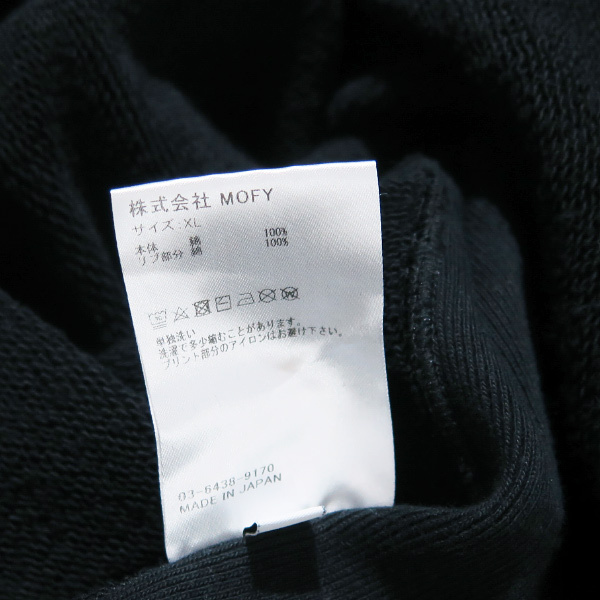 株式会社 MOFY
サイズ:XL
本体 綿 100%
リブ部分 綿 100%
単独洗い
洗濯で多少縮むことがあります。
プリント部分のアイロンはお避け下さい。
03-6438-9170
MADE IN JAPAN